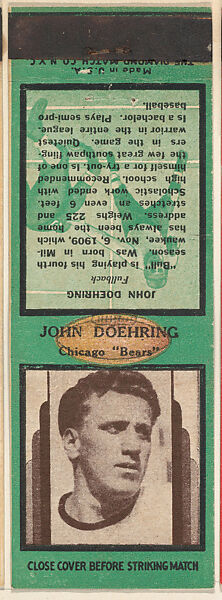 Made in U.S.A.
THE DIAMOND MATCH CO. N.Y.C.
JOHN DOEHRING
Fullback
"Bull" is playing his fourth
season. Was born in Mil-
waukee, Nov. 6, 1909, which
has always been the home
address. Weighs 225 and
stretches an even 6 feet.
Scholastic work ended with
high school. Recommended
himself for a tryout. Is one of
the few great southpaw fling-
ers in the game. Quietest
warrior in the entire league.
Is a bachelor. Plays semi-pro
baseball.
JOHN DOEHRING
Chicago "Bears"
CLOSE COVER BEFORE STRIKING MATCH